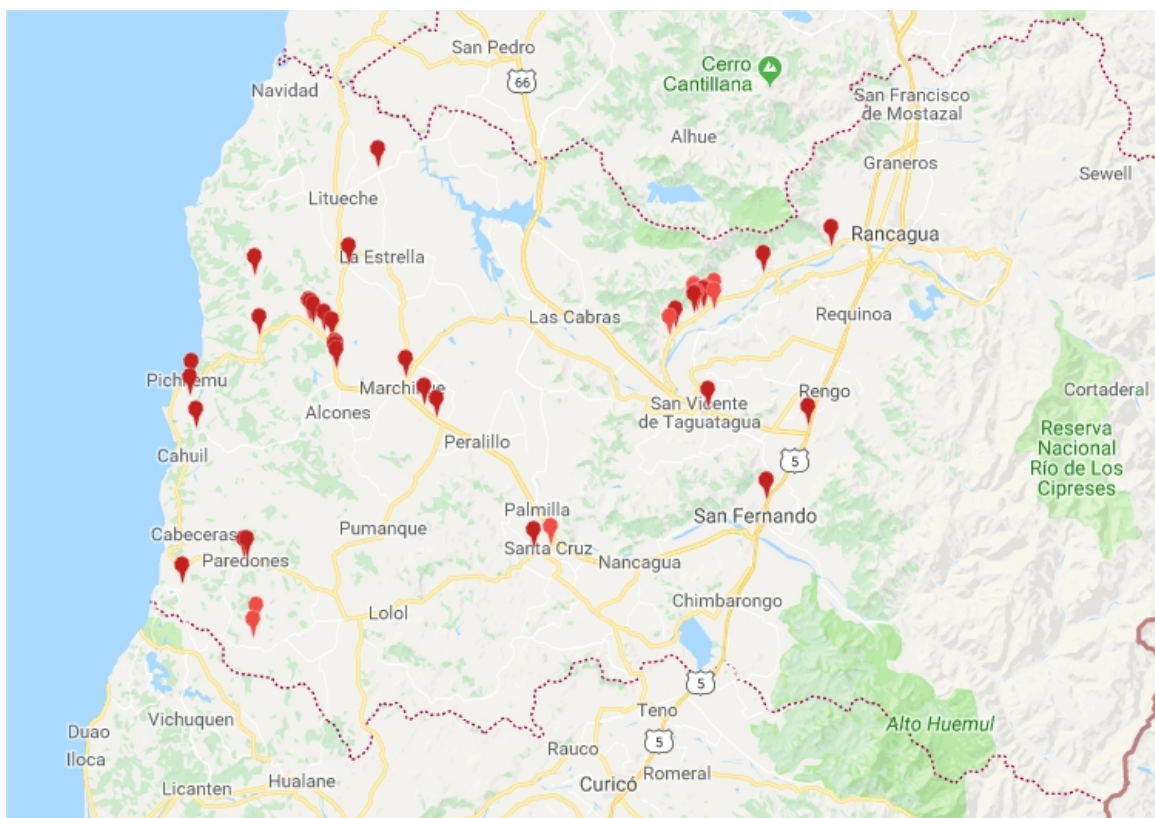 San Pedro
66
Cerro
Cantillana
Navidad
San Francisco
de Mostazal
Alhue
Graneros
Sewell
Litueche
Rancagua
La Estrella
Las Cabras
Requinoa
Pichilemu
Marchihue
Rengo
Cortaderal
Alcones
San Vicente
de Taguatagua
Reserva
Nacional
Río de Los
Cipreses
Peralillo
Cahuil
5
Palmilla
San Fernando
Cabeceras
Pumanque
Santa Cruz
Paredones
Nancagua
Chimbarongo
Lolol
5
Teno
Vichuquen
Alto Huemul
Duao
5
Rauco
Iloca
Romeral
Hualane
Curicó
Licanten